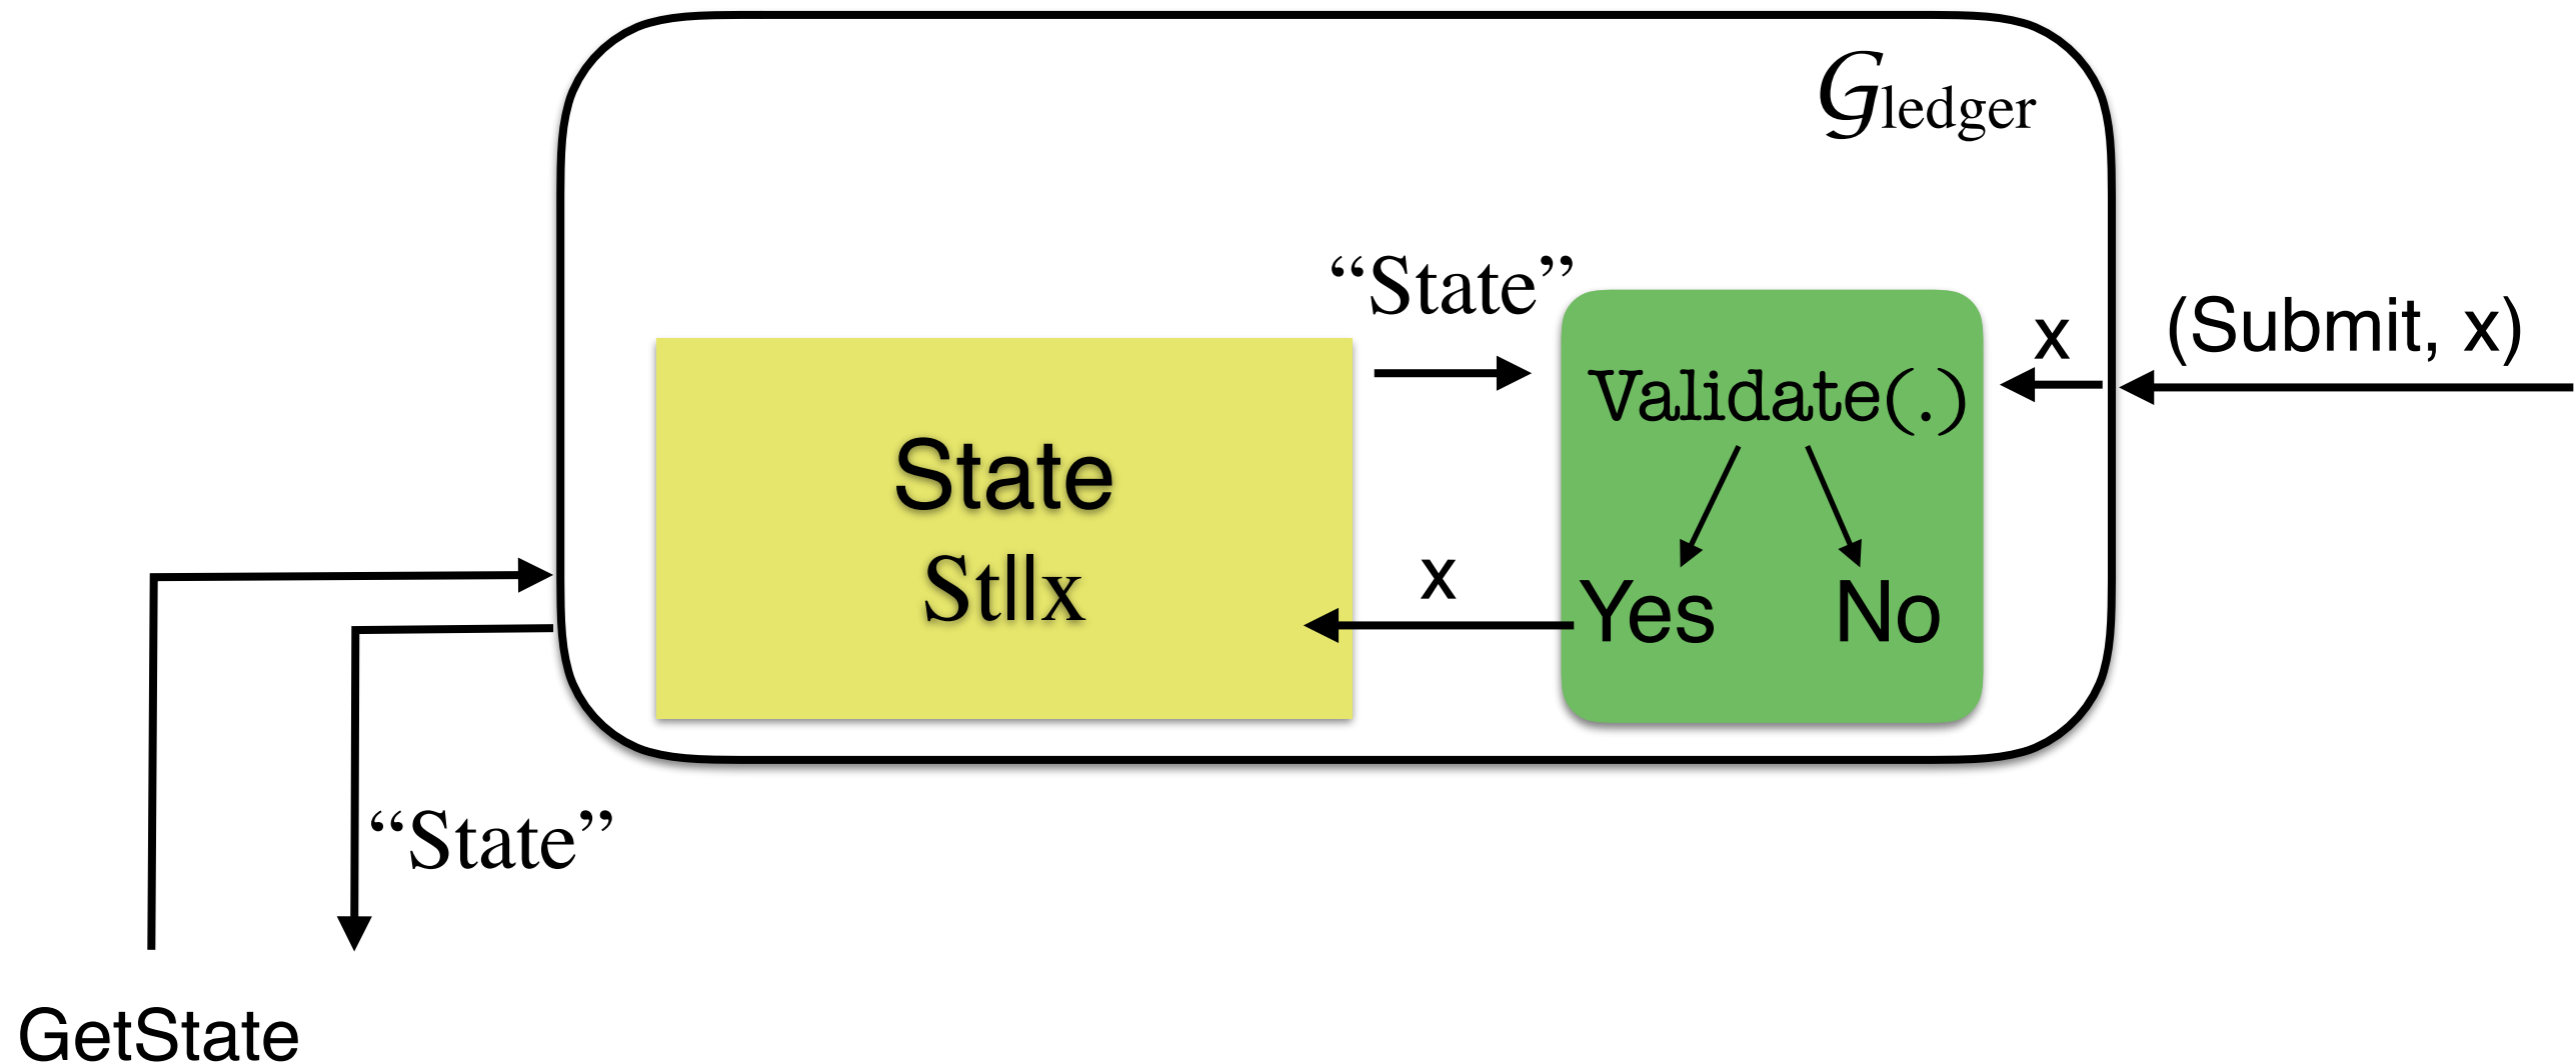 𝒢ledger
“State”
x
(Submit, x)
Validate(.)
State
St||x
x
Yes
No
“State”
GetState